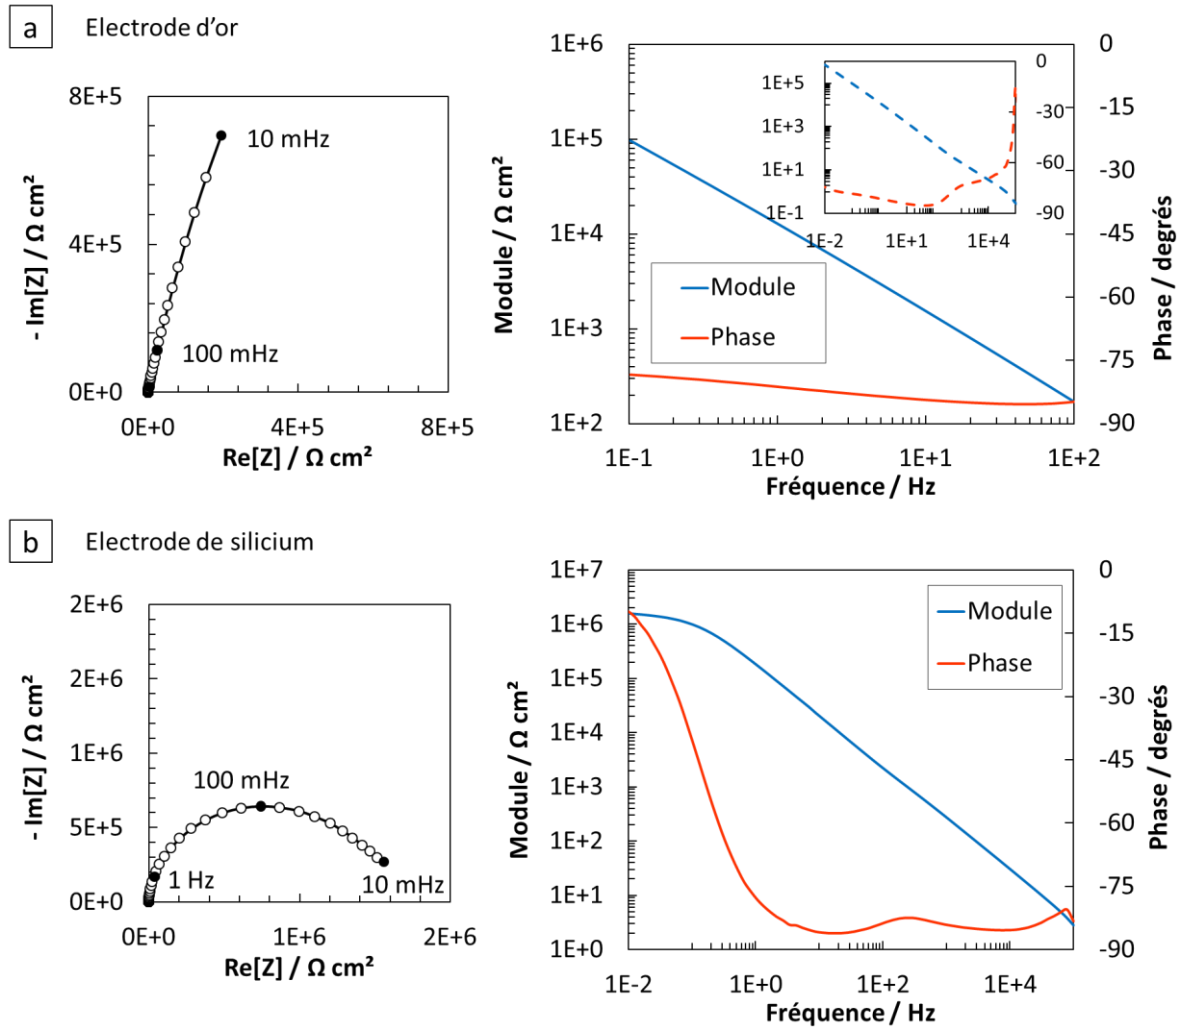 a
Electrode d'or
8E+5
4E+5
0E+0
- Im[Z] / Ω cm²
10 mHz
100 mHz
0E+0 4E+5 8E+5
Re[Z] / Ω cm²
1E+6
1E+5
1E+4
1E+3
1E+2
Module / Ω cm²
1E+5
1E+3
1E+1
1E-1
0
-30
-60
-90
1E-2 1E+1 1E+4
Module
Phase
0
-15
-30
-45
-60
-75
-90
Phase / degrés
1E-1 1E+0 1E+1 1E+2
Fréquence / Hz
b
Electrode de silicium
2E+6
2E+6
1E+6
1E+6
5E+5
0E+0
- Im[Z] / Ω cm²
100 mHz
1 Hz
10 mHz
0E+0 1E+6 2E+6
Re[Z] / Ω cm²
1E+7
1E+6
1E+5
1E+4
1E+3
1E+2
1E+1
1E+0
Module / Ω cm²
Module
Phase
0
-15
-30
-45
-60
-75
-90
Phase / degrés
1E-2 1E+0 1E+2 1E+4
Fréquence / Hz